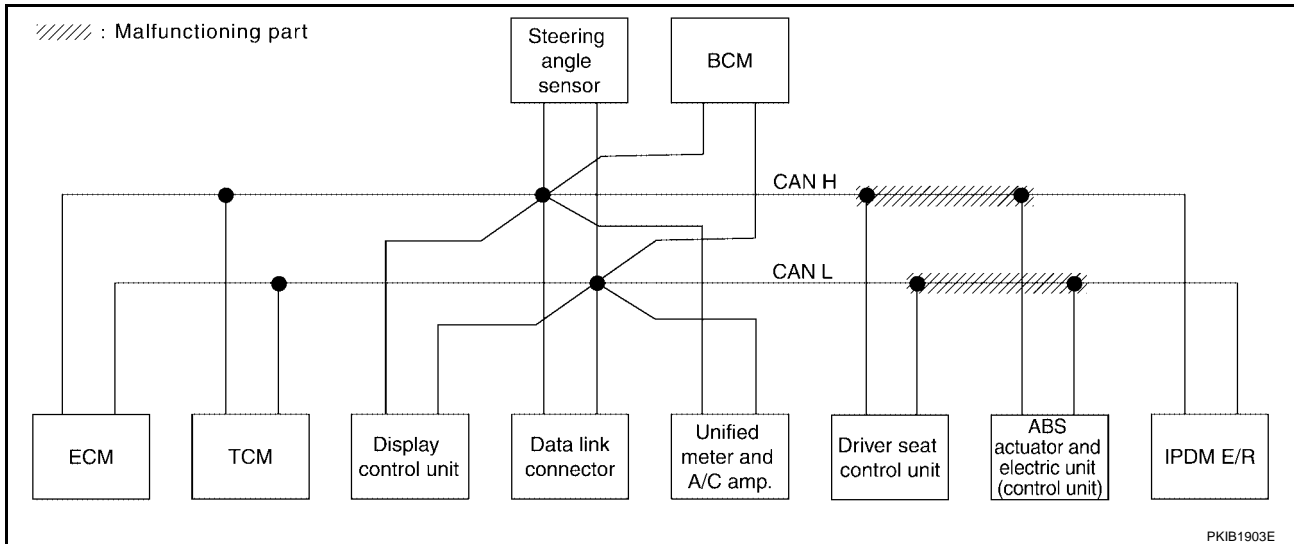 : Malfunctioning part
Steering
angle
sensor
BCM
CAN H
CAN L
ECM
TCM
Display
control unit
Data link
connector
Unified
meter and
A/C amp.
Driver seat
control unit
ABS
actuator and
electric unit
(control unit)
IPDM E/R
PKIB1903E